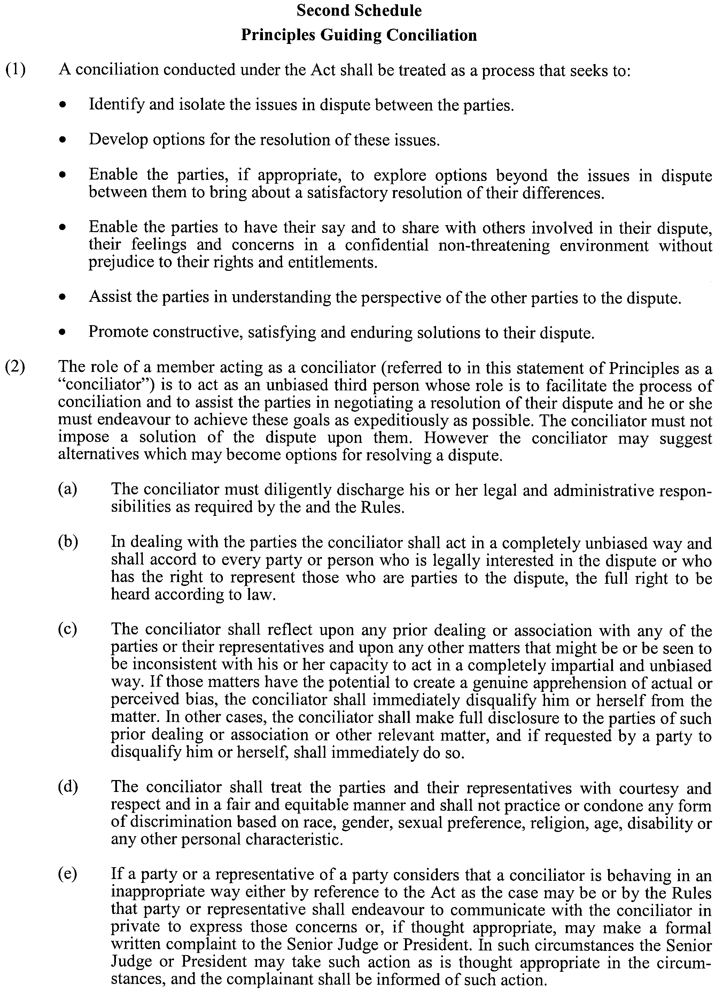 Second Schedule
Principles Guiding Conciliation
(1) A conciliation conducted under the Act shall be treated as a process that seeks to:
• Identify and isolate the issues in dispute between the parties.
• Develop options for the resolution of these issues.
• Enable the parties, if appropriate, to explore options beyond the issues in dispute
between them to bring about a satisfactory resolution of their differences.
• Enable the parties to have their say and to share with others involved in their dispute,
their feelings and concerns in a confidential non-threatening environment without
prejudice to their rights and entitlements.
• Assist the parties in understanding the perspective of the other parties to the dispute.
• Promote constructive, satisfying and enduring solutions to their dispute.
(2) The role of a member acting as a conciliator (referred to in this statement of Principles as a
“conciliator”) is to act as an unbiased third person whose role is to facilitate the process of
conciliation and to assist the parties in negotiating a resolution of their dispute and he or she
must endeavour to achieve these goals as expeditiously as possible. The conciliator must not
impose a solution of the dispute upon them. However the conciliator may suggest
alternatives which may become options for resolving a dispute.
(a) The conciliator must diligently discharge his or her legal and administrative respon-
sibilities as required by the and the Rules.
(b) In dealing with the parties the conciliator shall act in a completely unbiased way and
shall accord to every party or person who is legally interested in the dispute or who
has the right to represent those who are parties to the dispute, the full right to be
heard according to law.
(c) The conciliator shall reflect upon any prior dealing or association with any of the
parties or their representatives and upon any other matters that might be or be seen to
be inconsistent with his or her capacity to act in a completely impartial and unbiased
way. If those matters have the potential to create a genuine apprehension of actual or
perceived bias, the conciliator shall immediately disqualify him or herself from the
matter. In other cases, the conciliator shall make full disclosure to the parties of such
prior dealing or association or other relevant matter, and if requested by a party to
disqualify him or herself, shall immediately do so.
(d) The conciliator shall treat the parties and their representatives with courtesy and
respect and in a fair and equitable manner and shall not practice or condone any form
of discrimination based on race, gender, sexual preference, religion, age, disability or
any other personal characteristic.
(e) If a party or a representative of a party considers that a conciliator is behaving in an
inappropriate way either by reference to the Act as the case may be or by the Rules
that party or representative shall endeavour to communicate with the conciliator in
private to express those concerns or, if thought appropriate, may make a formal
written complaint to the Senior Judge or President. In such circumstances the Senior
Judge or President may take such action as is thought appropriate in the circum-
stances, and the complainant shall be informed of such action.